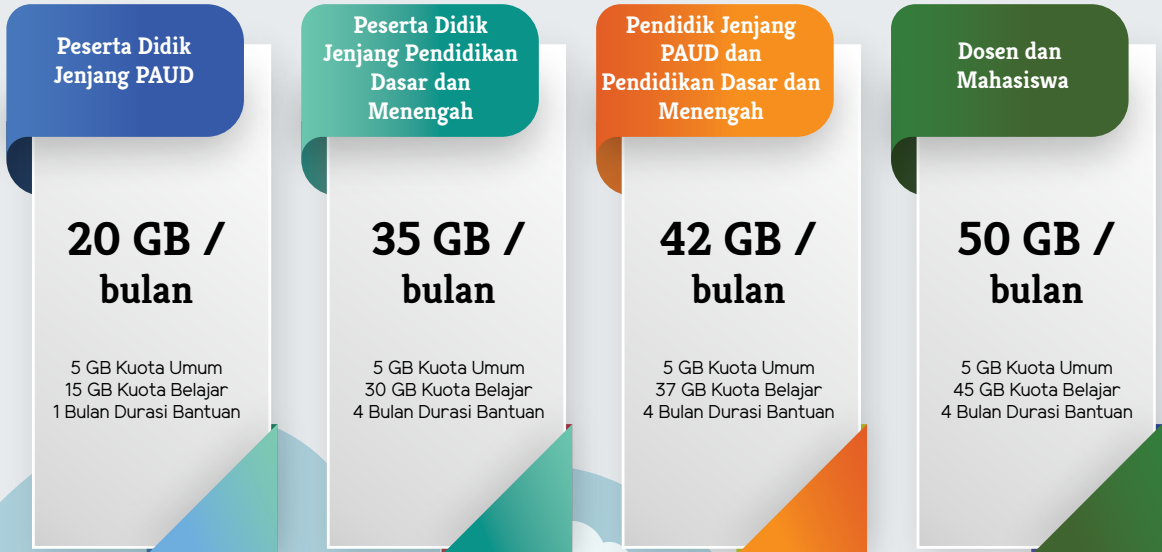 Peserta Didik
Jenjang PAUD
20 GB /
bulan
5 GB Kuota Umum
15 GB Kuota Belajar
1 Bulan Durasi Bantuan
Peserta Didik
Jenjang Pendidikan
Dasar dan
Menengah
35 GB /
bulan
5 GB Kuota Umum
30 GB Kuota Belajar
4 Bulan Durasi Bantuan
Pendidik Jenjang
PAUD dan
Pendidikan Dasar dan
Menengah
42 GB /
bulan
5 GB Kuota Umum
37 GB Kuota Belajar
4 Bulan Durasi Bantuan
Dosen dan
Mahasiswa
50 GB /
bulan
5 GB Kuota Umum
45 GB Kuota Belajar
4 Bulan Durasi Bantuan